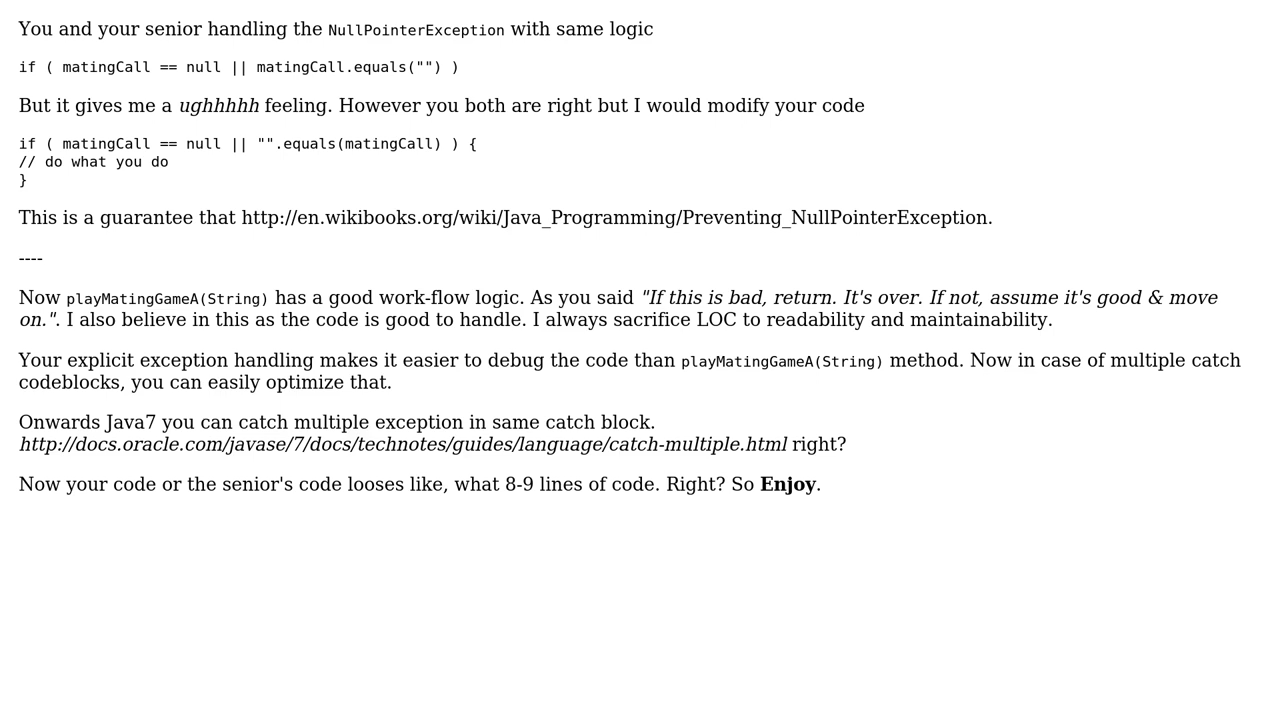 You and your senior handling the NullPointerException with same logic
if ( matingCall == null || matingCall.equals("") )
But it gives me a ughhhhh feeling. However you both are right but I would modify your code
if ( matingCall == null || "".equals(matingCall) ) {
// do what you do
}
This is a guarantee that http://en.wikibooks.org/wiki/Java_Programming/Preventing_NullPointerException.
----
Now playMatingGameA(String) has a good work-flow logic. As you said "If this is bad, return. It's over. If not, assume it's good & move
on.". I also believe in this as the code is good to handle. I always sacrifice LOC to readability and maintainability.
Your explicit exception handling makes it easier to debug the code than playMatingGameA(String) method. Now in case of multiple catch
codeblocks, you can easily optimize that.
Onwards Java7 you can catch multiple exception in same catch block.
http://docs.oracle.com/javase/7/docs/technotes/guides/language/catch-multiple.html right?
Now your code or the senior's code looses like, what 8-9 lines of code. Right? So Enjoy.